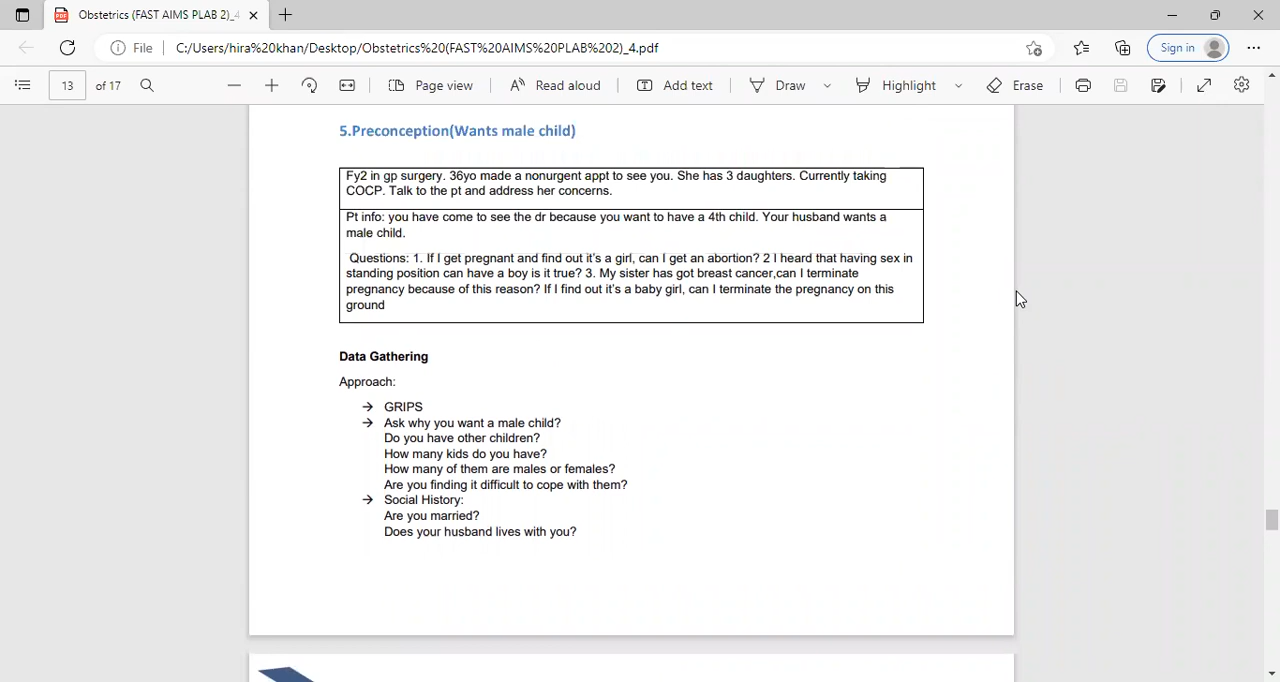 Obstetrics (FAST AIMS PLAB 2)_4
File
C:/Users/hira%20khan/Desktop/Obstetrics%20(FAST%20AIMS%20PLAB%202)_4.pdf
Sign in
13 of 17
Page view
Read aloud
Add text
Draw
Highlight
Erase
5.Preconception(Wants male child)
Fy2 in gp surgery. 36yo made a nonurgent appt to see you. She has 3 daughters. Currently taking
COCP. Talk to the pt and address her concerns.
Pt info: you have come to see the dr because you want to have a 4th child. Your husband wants a
male child.
Questions: 1. If I get pregnant and find out it's a girl, can I get an abortion? 2 I heard that having sex in
standing position can have a boy is it true? 3. My sister has got breast cancer,can I terminate
pregnancy because of this reason? If I find out it's a baby girl, can I terminate the pregnancy on this
ground
Data Gathering
Approach:
→ GRIPS
→ Ask why you want a male child?
Do you have other children?
How many kids do you have?
How many of them are males or females?
Are you finding it difficult to cope with them?
→ Social History:
Are you married?
Does your husband lives with you?